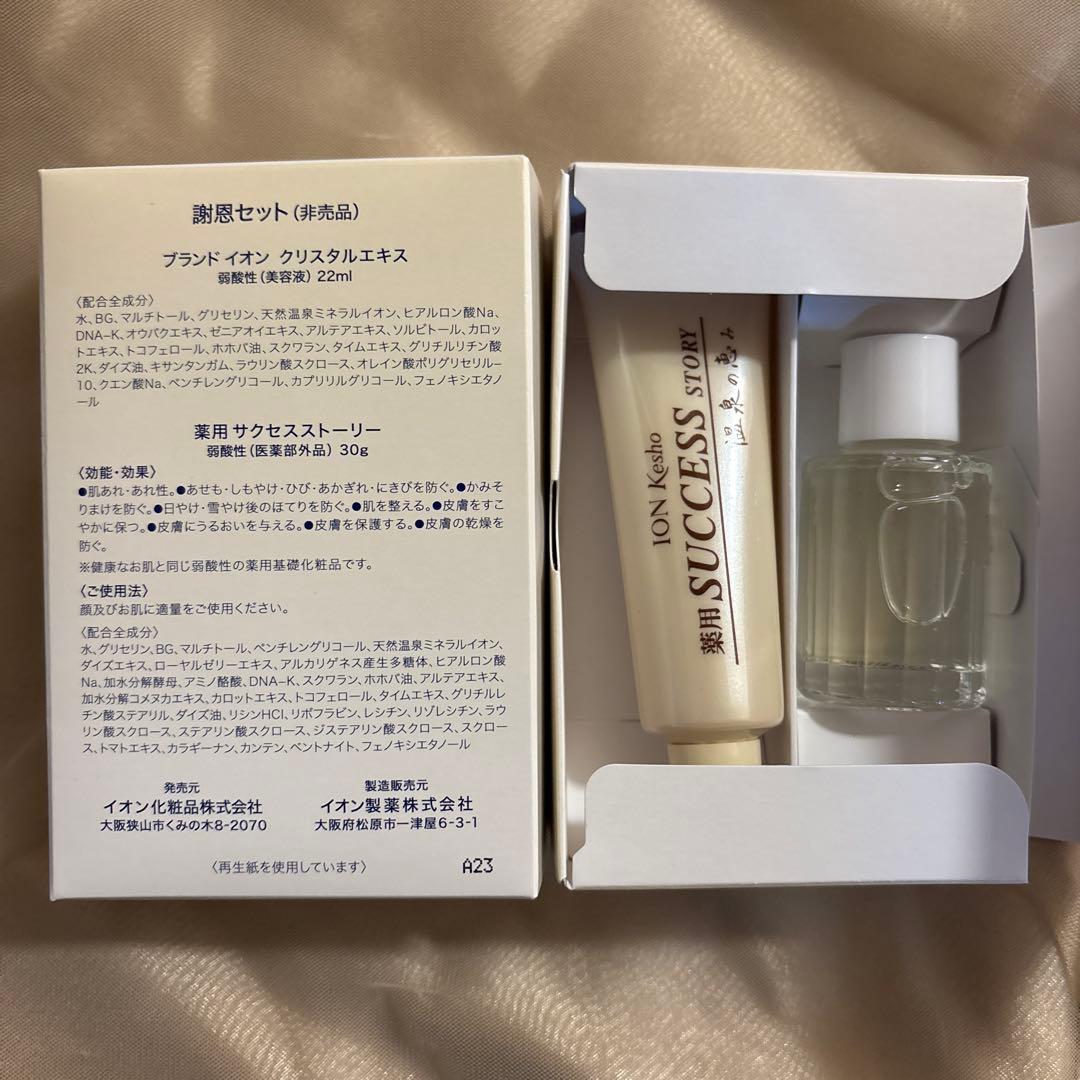 謝恩セット(非売品)
ブランド イオン クリスタルエキス
弱酸性(美容液) 22ml
〈配合全成分〉
水、BG、マルチトール、グリセリン、天然温泉ミネラルイオン、ヒアルロン酸Na、
DNA-K、オウバクエキス、ゼニアオイエキス、アルテアエキス、ソルビトール、カロッ
トエキス、トコフェロール、ホホバ油、スクワラン、タイムエキス、グリチルリチン酸
2K、ダイズ油、キサンタンガム、ラウリン酸スクロース、オレイン酸ポリグリセリル-
10、クエン酸Na、ペンチレングリコール、カプリリルグリコール、フェノキシエタノ
ール
薬用 サクセスストーリー
弱酸性(医薬部外品) 30g
〈効能・効果〉
●肌あれ・あれ性。●あせも・しもやけ・ひび・あかぎれ・にきびを防ぐ。●かみそ
りまけを防ぐ。●日やけ・雪やけ後のほてりを防ぐ。●肌を整える。●皮膚をすこ
やかに保つ。●皮膚にうるおいを与える。●皮膚を保護する。●皮膚の乾燥を
防ぐ。
※健康なお肌と同じ弱酸性の薬用基礎化粧品です。
〈ご使用法〉
顔及びお肌に適量をご使用ください。
〈配合全成分〉
水、グリセリン、BG、マルチトール、ペンチレングリコール、天然温泉ミネラルイオン、
ダイズエキス、ローヤルゼリーエキス、アルカリゲネス産生多糖体、ヒアルロン酸
Na、加水分解酵母、アミノ酪酸、DNA-K、スクワラン、ホホバ油、アルテアエキス、
加水分解コメヌカエキス、カロットエキス、トコフェロール、タイムエキス、グリチルレ
チン酸ステアリル、ダイズ油、リシンHCl、リボフラビン、レシチン、リゾレシチン、ラウ
リン酸スクロース、ステアリン酸スクロース、ジステアリン酸スクロース、スクロー
ス、トマトエキス、カラギーナン、カンテン、ベントナイト、フェノキシエタノール
発売元
イオン化粧品株式会社
大阪狭山市くみの木8-2070
製造販売元
イオン製薬株式会社
大阪府松原市一津屋6-3-1
〈再生紙を使用しています〉
A23
ION Kesho
薬用 SUCCESS STORY
温泉の恵み